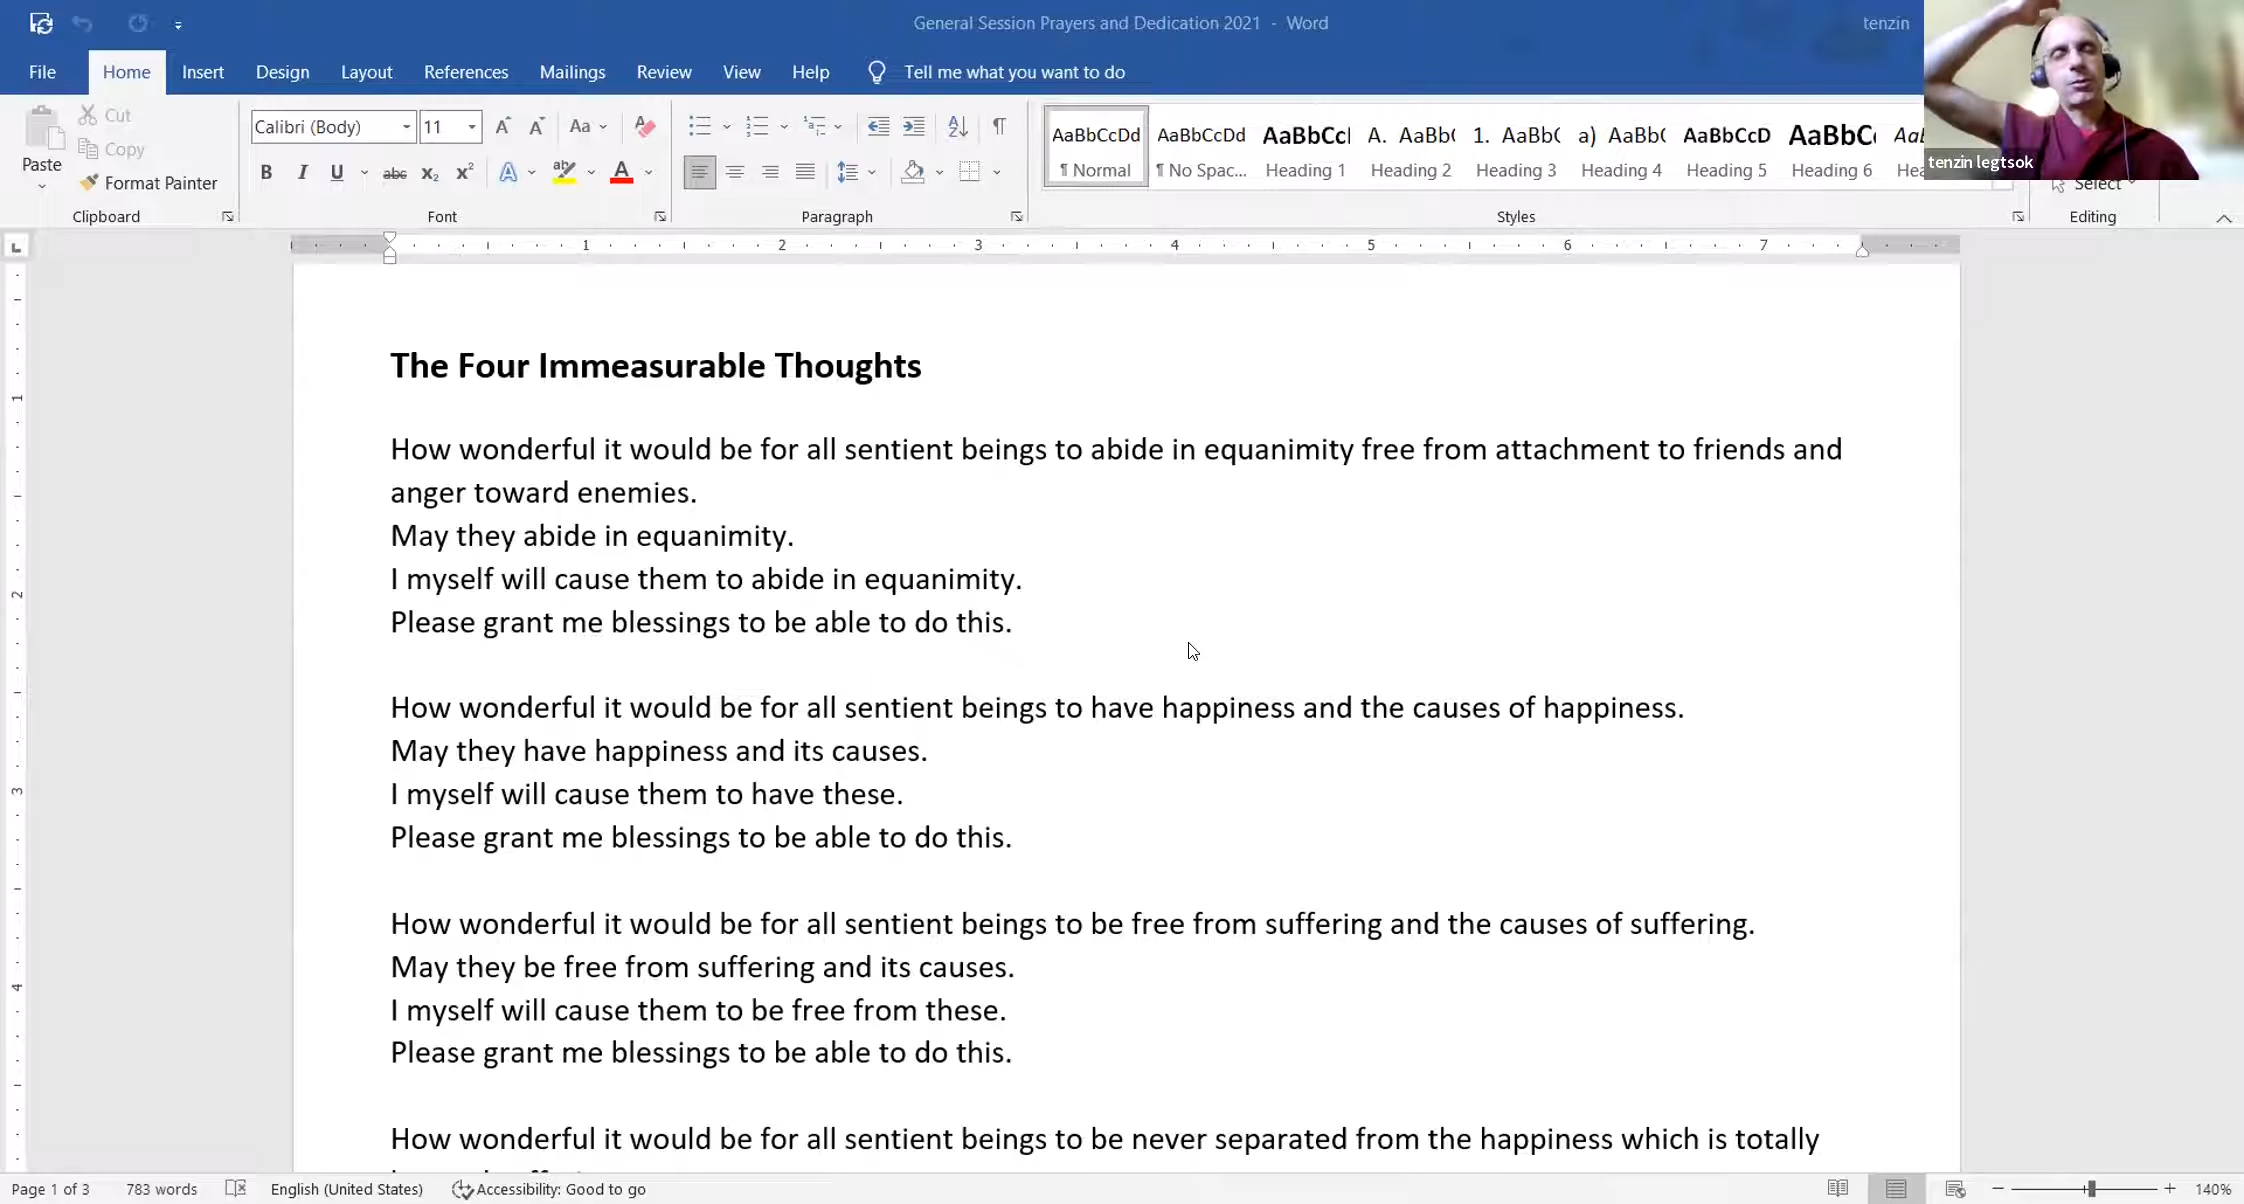 General Session Prayers and Dedication 2021 - Word
tenzin
File Home Insert Design Layout References Mailings Review View Help Tell me what you want to do
Paste
Cut
Copy
Format Painter
Clipboard
Calibri (Body) 11
Font
Paragraph
AaBbCcDd AaBbCcDd AaBbCcI A. AaBb( 1. AaBb( a) AaBb( AaBbCcD AaBbC
¶ Normal ¶ No Spac... Heading 1 Heading 2 Heading 3 Heading 4 Heading 5 Heading 6
Styles
tenzin legtsok
Select
Editing
1 2 3 4 5 6 7
The Four Immeasurable Thoughts
How wonderful it would be for all sentient beings to abide in equanimity free from attachment to friends and
anger toward enemies.
May they abide in equanimity.
I myself will cause them to abide in equanimity.
Please grant me blessings to be able to do this.
How wonderful it would be for all sentient beings to have happiness and the causes of happiness.
May they have happiness and its causes.
I myself will cause them to have these.
Please grant me blessings to be able to do this.
How wonderful it would be for all sentient beings to be free from suffering and the causes of suffering.
May they be free from suffering and its causes.
I myself will cause them to be free from these.
Please grant me blessings to be able to do this.
How wonderful it would be for all sentient beings to be never separated from the happiness which is totally
1
2
3
4
Page 1 of 3 783 words English (United States) Accessibility: Good to go 140%